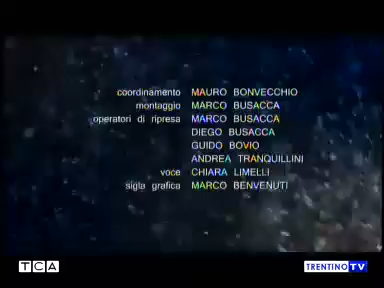 coordinamento MAURO BONVECCHIO
montaggio MARCO BUSACCA
operatori di ripresa MARCO BUSACCA
DIEGO BUSACCA
GUIDO BOVIO
ANDREA TRANQUILLINI
voce CHIARA LIMELLI
sigla grafica MARCO BENVENUTI
TCA TRENTINO TV